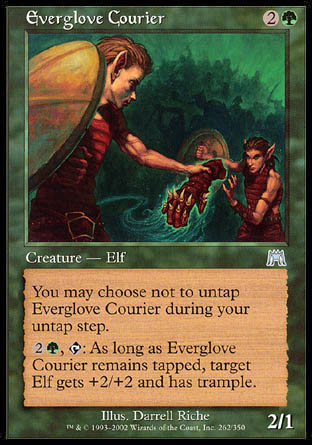 Everglove Courier 2
Creature — Elf
You may choose not to untap
Everglove Courier during your
untap step.
2 , : As long as Everglove
Courier remains tapped, target
Elf gets +2/+2 and has trample.
Illus. Darrell Riche
™ & © 1993-2002 Wizards of the Coast, Inc. 262/350
2/1